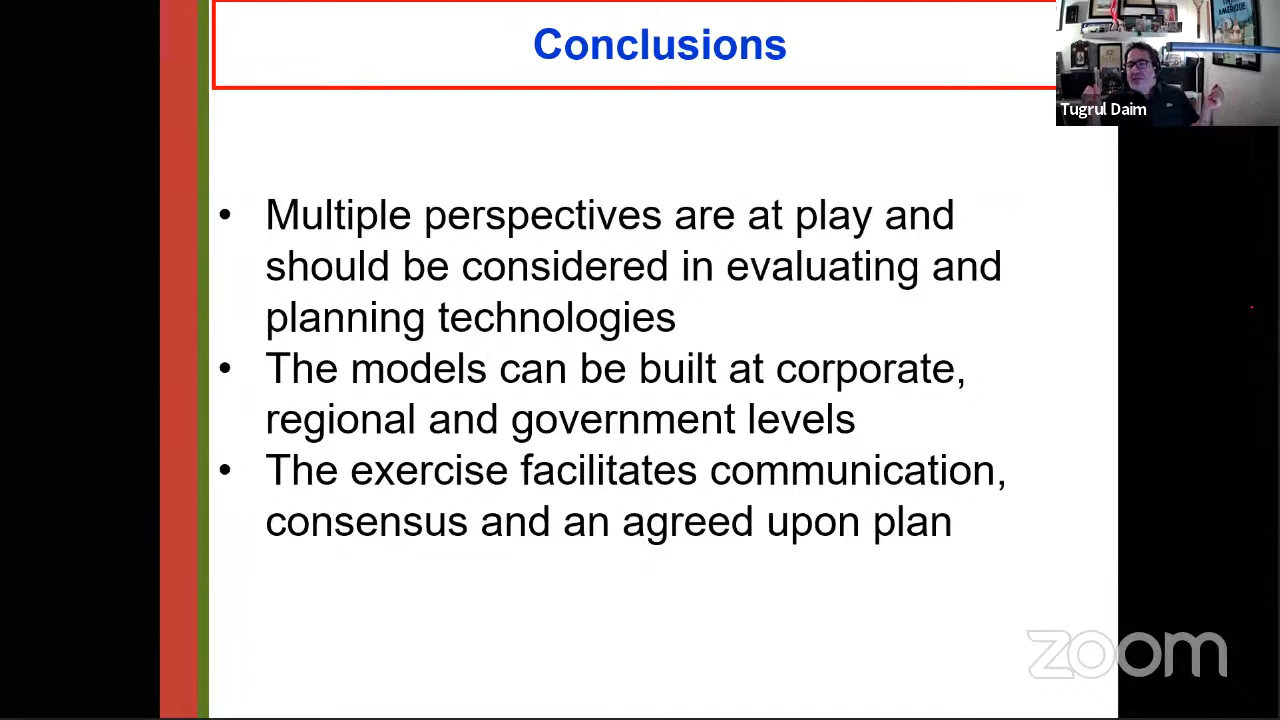 Conclusions
TINTIN
AMÉRIQUE
Tugrul Daim
• Multiple perspectives are at play and
should be considered in evaluating and
planning technologies
• The models can be built at corporate,
regional and government levels
• The exercise facilitates communication,
consensus and an agreed upon plan
zoom